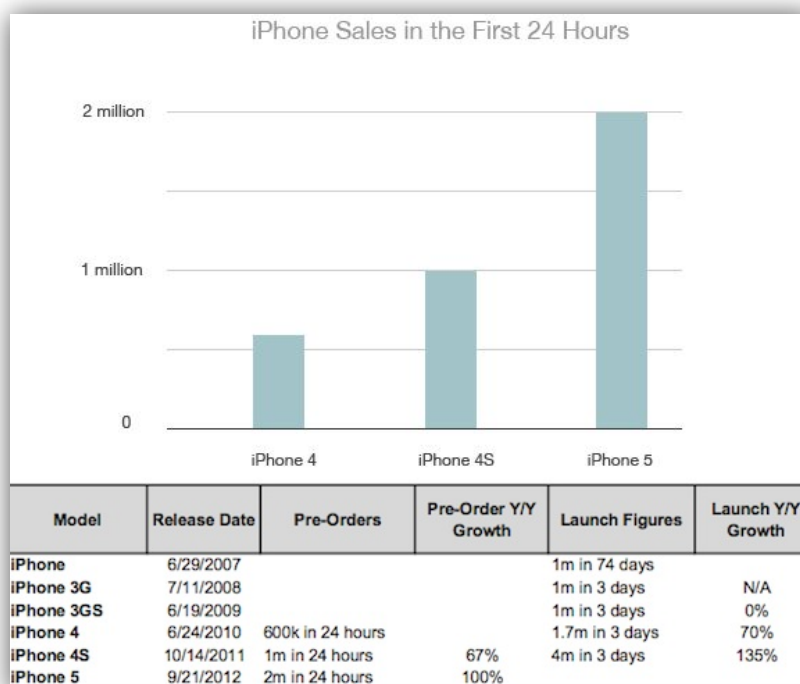 iPhone Sales in the First 24 Hours
2 million
1 million
0
iPhone 4 iPhone 4S iPhone 5
Model Release Date Pre-Orders Pre-Order Y/Y Growth Launch Figures Launch Y/Y Growth
iPhone 6/29/2007 1m in 74 days
iPhone 3G 7/11/2008 1m in 3 days N/A
iPhone 3GS 6/19/2009 1m in 3 days 0%
iPhone 4 6/24/2010 600k in 24 hours 1.7m in 3 days 70%
iPhone 4S 10/14/2011 1m in 24 hours 67% 4m in 3 days 135%
iPhone 5 9/21/2012 2m in 24 hours 100%